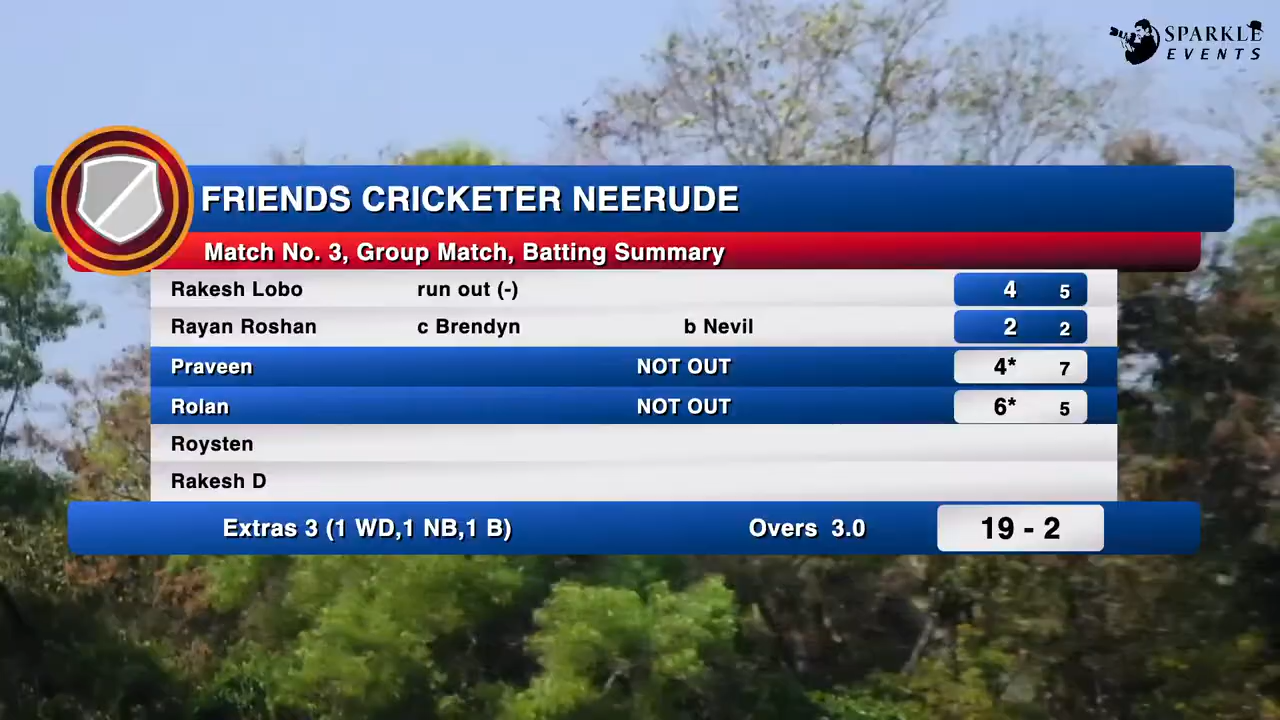 SPARKLE
EVENTS
FRIENDS CRICKETER NEERUDE
Match No. 3, Group Match, Batting Summary
Rakesh Lobo run out (-) 4 5
Rayan Roshan c Brendyn b Nevil 2 2
Praveen NOT OUT 4* 7
Rolan NOT OUT 6* 5
Roysten
Rakesh D
Extras 3 (1 WD,1 NB,1 B) Overs 3.0 19 - 2